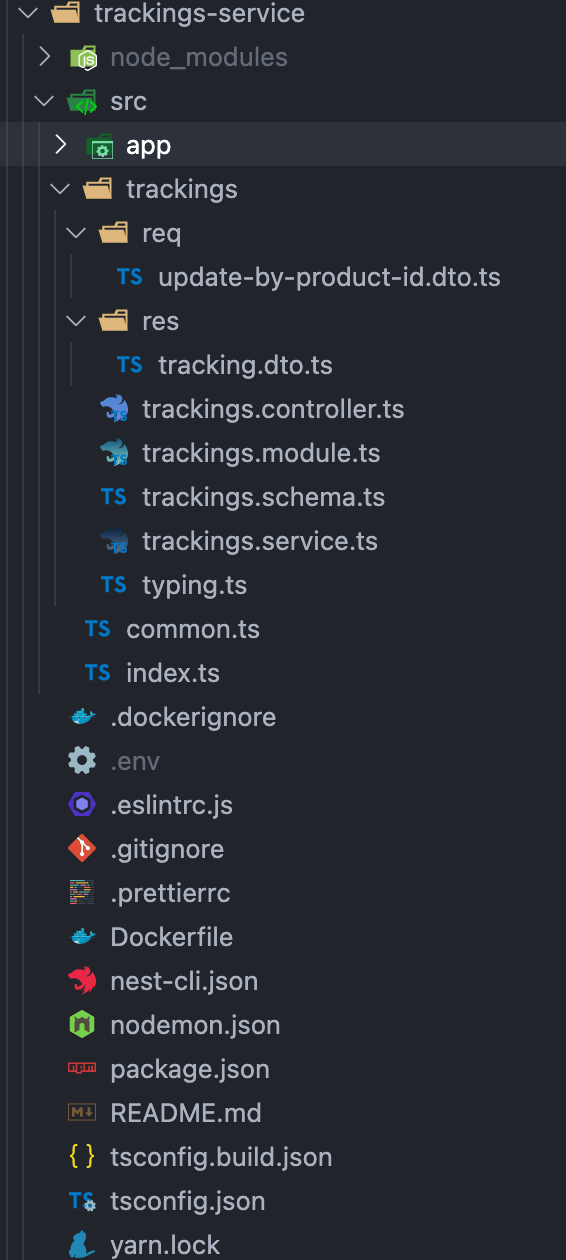 trackings-service
node_modules
src
app
trackings
req
TS update-by-product-id.dto.ts
res
TS tracking.dto.ts
trackings.controller.ts
trackings.module.ts
TS trackings.schema.ts
trackings.service.ts
TS typing.ts
TS common.ts
TS index.ts
.dockerignore
.env
.eslintrc.js
.gitignore
.prettierrc
Dockerfile
nest-cli.json
nodemon.json
package.json
README.md
{ } tsconfig.build.json
TS tsconfig.json
yarn.lock